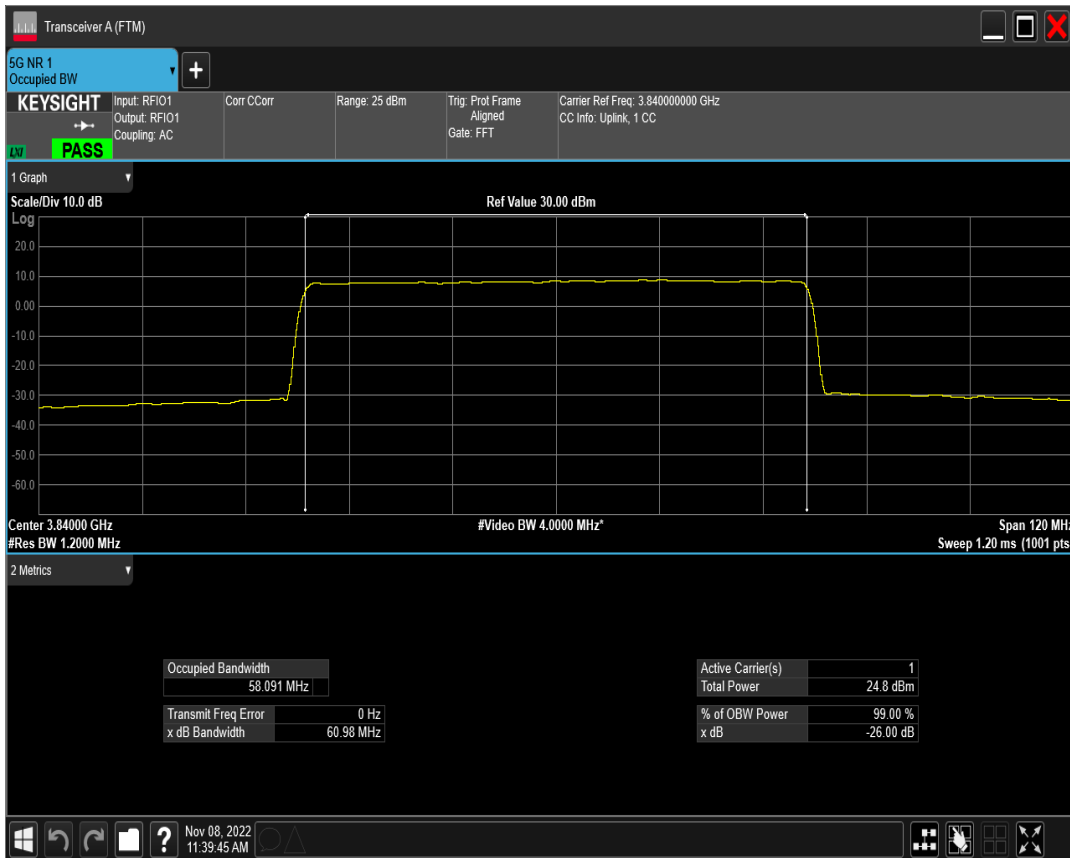 Transceiver A (FTM)
5G NR 1
Occupied BW
+
KEYSIGHT
LXI
PASS
Input: RFIO1
Output: RFIO1
Coupling: AC
Corr CCorr
Range: 25 dBm
Trig: Prot Frame
Aligned
Gate: FFT
Carrier Ref Freq: 3.840000000 GHz
CC Info: Uplink, 1 CC
1 Graph
Scale/Div 10.0 dB
Ref Value 30.00 dBm
Log
20.0
10.0
0.00
-10.0
-20.0
-30.0
-40.0
-50.0
-60.0
Center 3.84000 GHz
#Video BW 4.0000 MHz*
Span 120 MHz
#Res BW 1.2000 MHz
Sweep 1.20 ms (1001 pts
2 Metrics
Occupied Bandwidth
58.091 MHz
Transmit Freq Error 0 Hz
x dB Bandwidth 60.98 MHz
Active Carrier(s) 1
Total Power 24.8 dBm
% of OBW Power 99.00 %
x dB -26.00 dB
?
Nov 08, 2022
11:39:45 AM